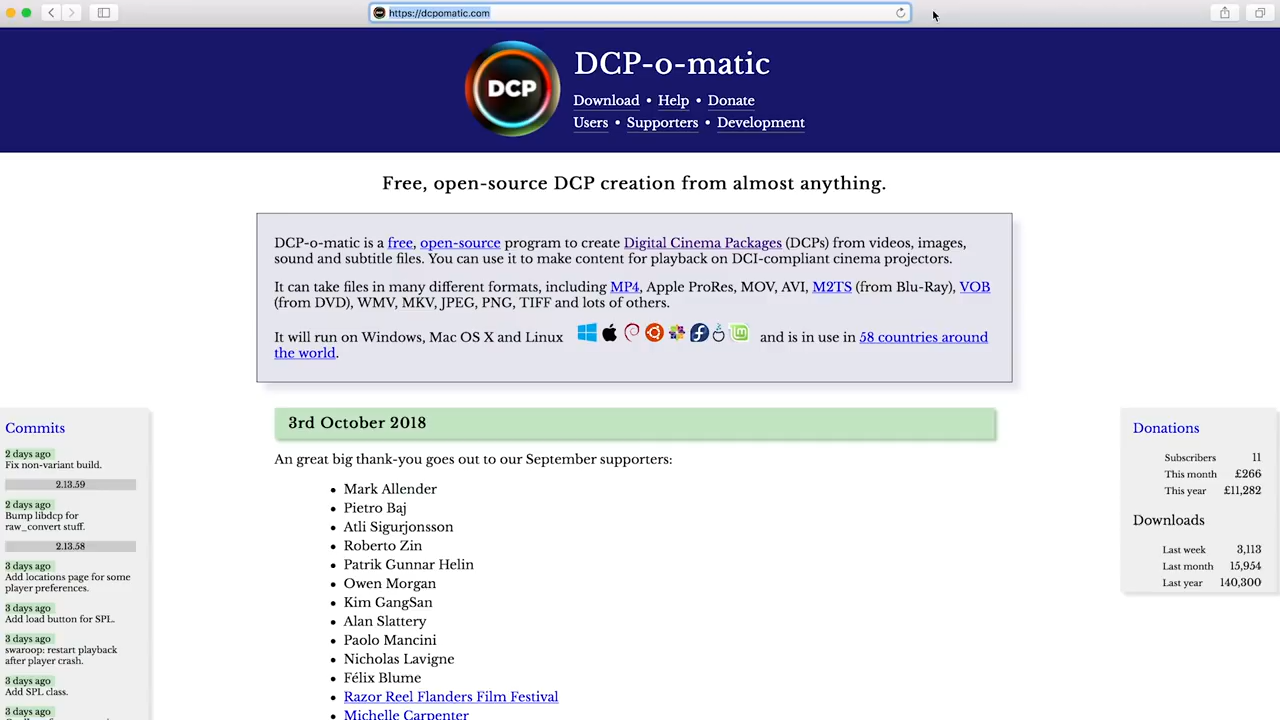 https://dcpomatic.com
DCP
DCP-o-matic
Download • Help • Donate
Users • Supporters • Development
Free, open-source DCP creation from almost anything.
DCP-o-matic is a free, open-source program to create Digital Cinema Packages (DCPs) from videos, images,
sound and subtitle files. You can use it to make content for playback on DCI-compliant cinema projectors.
It can take files in many different formats, including MP4, Apple ProRes, MOV, AVI, M2TS (from Blu-Ray), VOB
(from DVD), WMV, MKV, JPEG, PNG, TIFF and lots of others.
It will run on Windows, Mac OS X and Linux and is in use in 58 countries around
the world.
Commits
2 days ago
Fix non-variant build.
2.13.59
2 days ago
Bump libdcp for
raw_convert stuff.
2.13.58
3 days ago
Add locations page for some
player preferences.
3 days ago
Add load button for SPL.
3 days ago
swaroop: restart playback
after player crash.
3 days ago
Add SPL class.
3 days ago
3rd October 2018
An great big thank-you goes out to our September supporters:
• Mark Allender
• Pietro Baj
• Atli Sigurjonsson
• Roberto Zin
• Patrik Gunnar Helin
• Owen Morgan
• Kim GangSan
• Alan Slattery
• Paolo Mancini
• Nicholas Lavigne
• Félix Blume
• Razor Reel Flanders Film Festival
• Michelle Carpenter
Donations
Subscribers 11
This month £266
This year £11,282
Downloads
Last week 3,113
Last month 15,954
Last year 140,300